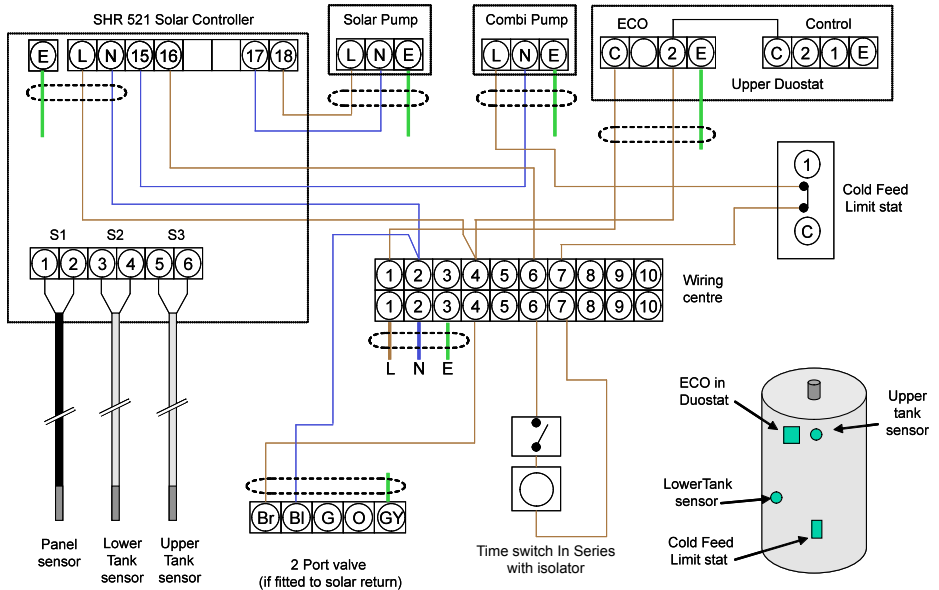 SHR 521 Solar Controller
Solar Pump
Combi Pump
ECO
Control
E
L N 15 16 17 18
L N E
L N E
C 2 E
C 2 1 E
Upper Duostat
1
C
Cold Feed
Limit stat
S1 S2 S3
1 2 3 4 5 6
1 2 3 4 5 6 7 8 9 10
1 2 3 4 5 6 7 8 9 10
Wiring
centre
L N E
Br Bl G O GY
2 Port valve
(if fitted to solar return)
Time switch In Series
with isolator
Panel
sensor
Lower
Tank
sensor
Upper
Tank
sensor
ECO in
Duostat
Upper
tank
sensor
LowerTank
sensor
Cold Feed
Limit stat